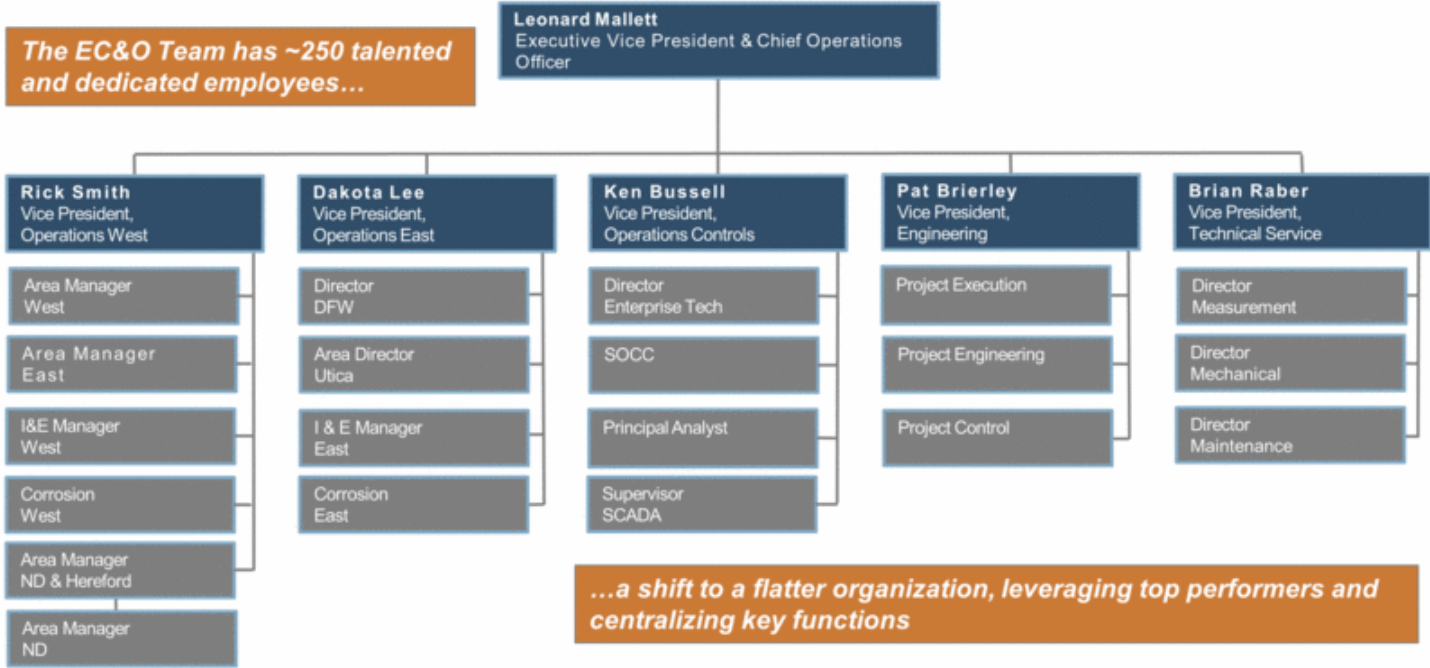 Leonard Mallett
Executive Vice President & Chief Operations
Officer
The EC&O Team has ~250 talented
and dedicated employees…
Rick Smith
Vice President,
Operations West
Area Manager
West
Area Manager
East
I&E Manager
West
Corrosion
West
Area Manager
ND & Hereford
Area Manager
ND
Dakota Lee
Vice President,
Operations East
Director
DFW
Area Director
Utica
I & E Manager
East
Corrosion
East
Ken Bussell
Vice President,
Operations Controls
Director
Enterprise Tech
SOCC
Principal Analyst
Supervisor
SCADA
Pat Brierley
Vice President,
Engineering
Project Execution
Project Engineering
Project Control
Brian Raber
Vice President,
Technical Service
Director
Measurement
Director
Mechanical
Director
Maintenance
…a shift to a flatter organization, leveraging top performers and
centralizing key functions